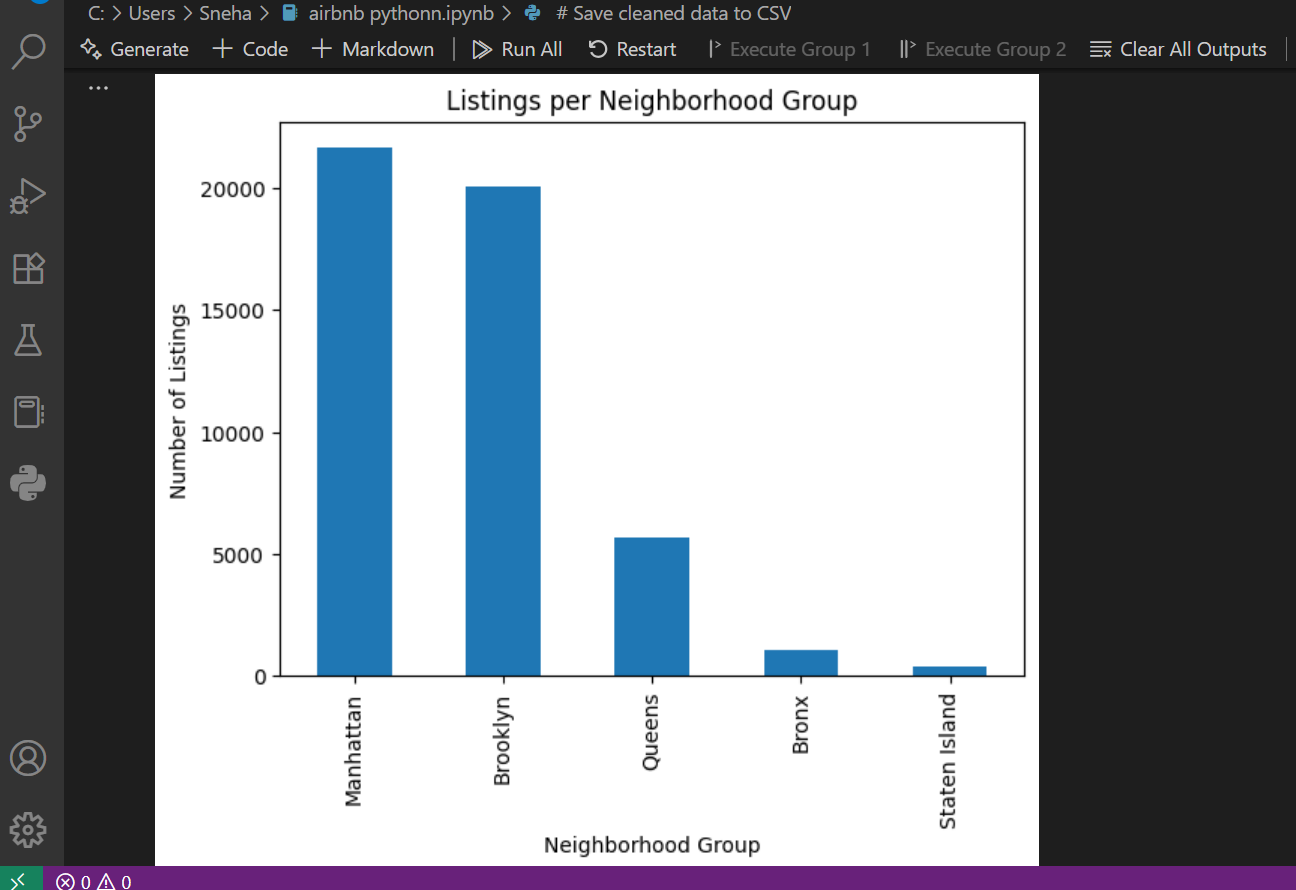 C: > Users > Sneha > airbnb pythonn.ipynb > # Save cleaned data to CSV
Generate + Code + Markdown | Run All Restart Execute Group 1 Execute Group 2 Clear All Outputs
...
Listings per Neighborhood Group
Number of Listings
20000
15000
10000
5000
0
Manhattan
Brooklyn
Queens
Bronx
Staten Island
Neighborhood Group
0 0